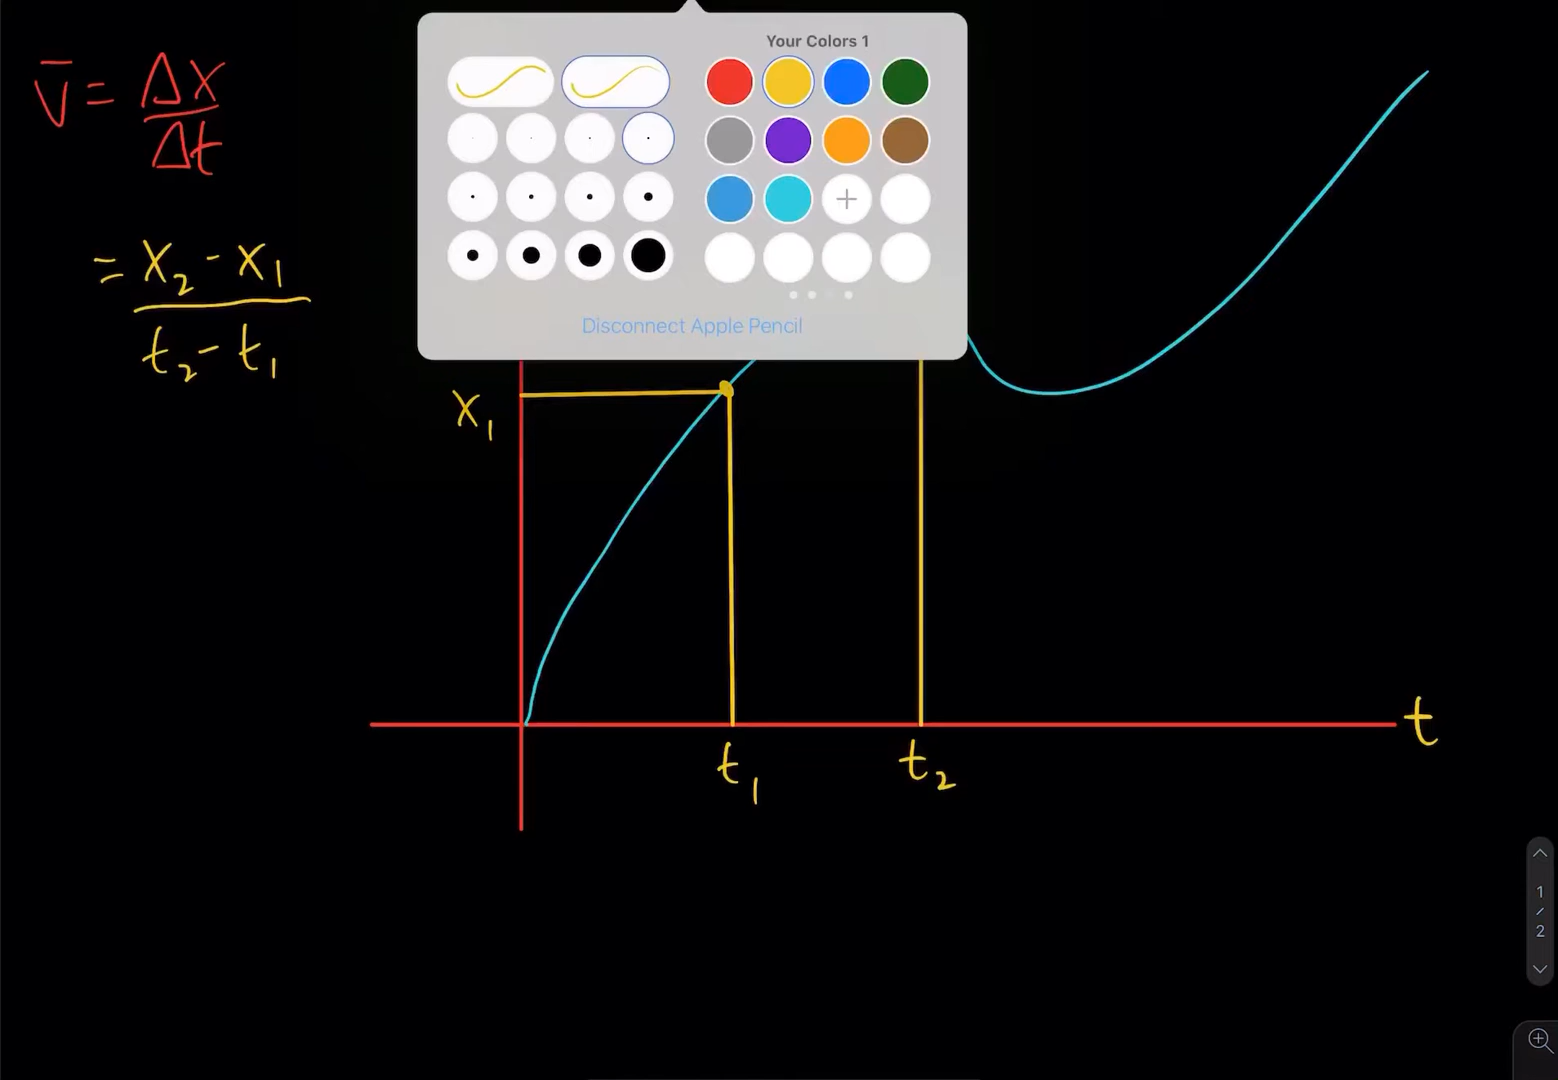 Your Colors 1
V̅ = Δx
Δt
= x₂ - x₁
t₂ - t₁
Disconnect Apple Pencil
x₁
t
t₁ t₂
1
/
2